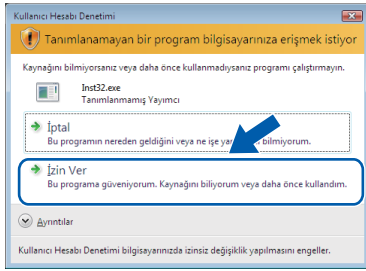 Kullanıcı Hesabı Denetimi
Tanımlanamayan bir program bilgisayarınıza erişmek istiyor
Kaynağını bilmiyorsanız veya daha önce kullanmadıysanız programı çalıştırmayın.
Inst32.exe
Tanımlanmamış Yayımcı
İptal
Bu programın nereden geldiğini veya ne işe bilmiyorum.
İzin Ver
Bu programa güveniyorum. Kaynağını biliyorum veya daha önce kullandım.
Ayrıntılar
Kullanıcı Hesabı Denetimi bilgisayarınızda izinsiz değişiklik yapılmasını engeller.